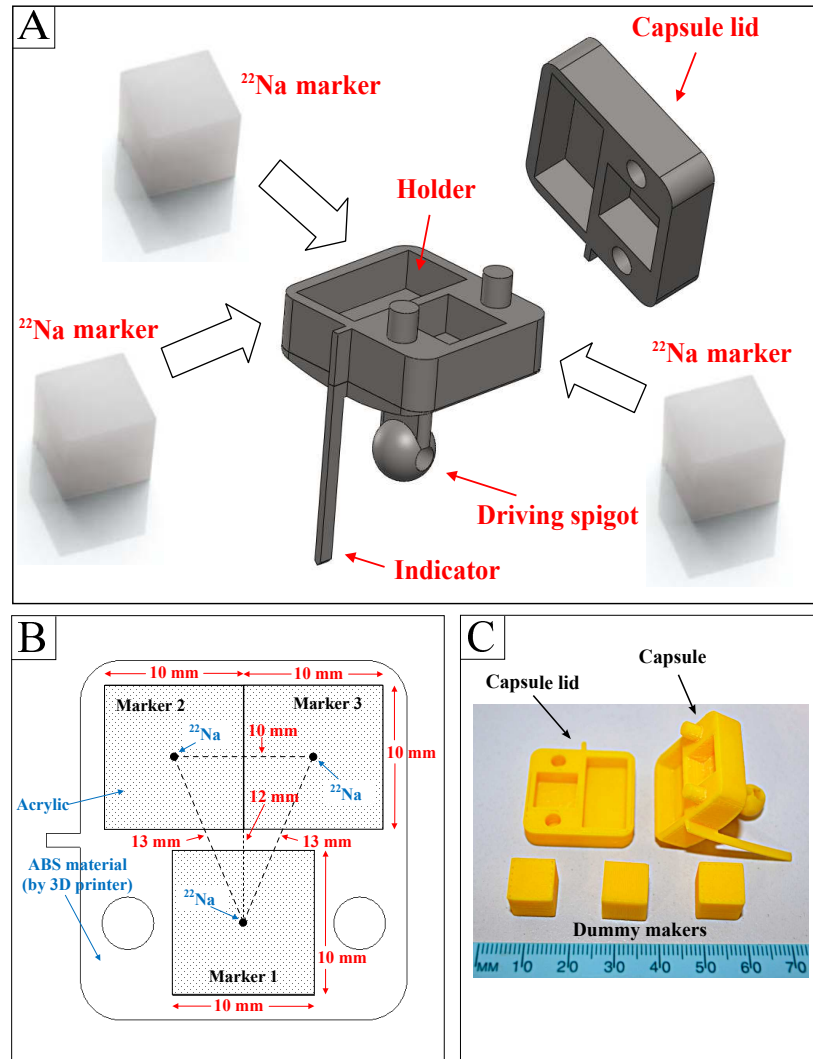 A
Capsule lid
²²Na marker
Holder
²²Na marker
²²Na marker
Driving spigot
Indicator
B
10 mm
10 mm
Marker 2
Marker 3
²²Na
10 mm
²²Na
10 mm
Acrylic
12 mm
13 mm
13 mm
ABS material
(by 3D printer)
²²Na
10 mm
Marker 1
10 mm
C
Capsule
Capsule lid
Dummy makers
MM 10 20 30 40 50 60 70